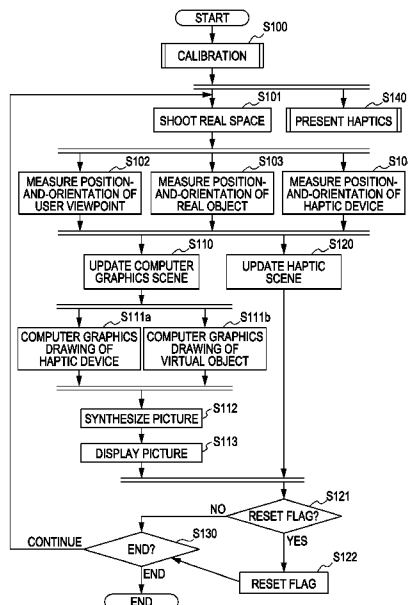 START
S100
CALIBRATION
S101
SHOOT REAL SPACE
S140
PRESENT HAPTICS
S102
MEASURE POSITION-
AND-ORIENTATION OF
USER VIEWPOINT
S103
MEASURE POSITION-
AND-ORIENTATION OF
REAL OBJECT
S10
MEASURE POSITION-
AND-ORIENTATION OF
HAPTIC DEVICE
S110
UPDATE COMPUTER
GRAPHICS SCENE
S120
UPDATE HAPTIC
SCENE
S111a
COMPUTER GRAPHICS
DRAWING OF
HAPTIC DEVICE
S111b
COMPUTER GRAPHICS
DRAWING OF
VIRTUAL OBJECT
S112
SYNTHESIZE PICTURE
S113
DISPLAY PICTURE
S121
RESET FLAG?
NO
YES
S130
END?
CONTINUE
END
S122
RESET FLAG
END